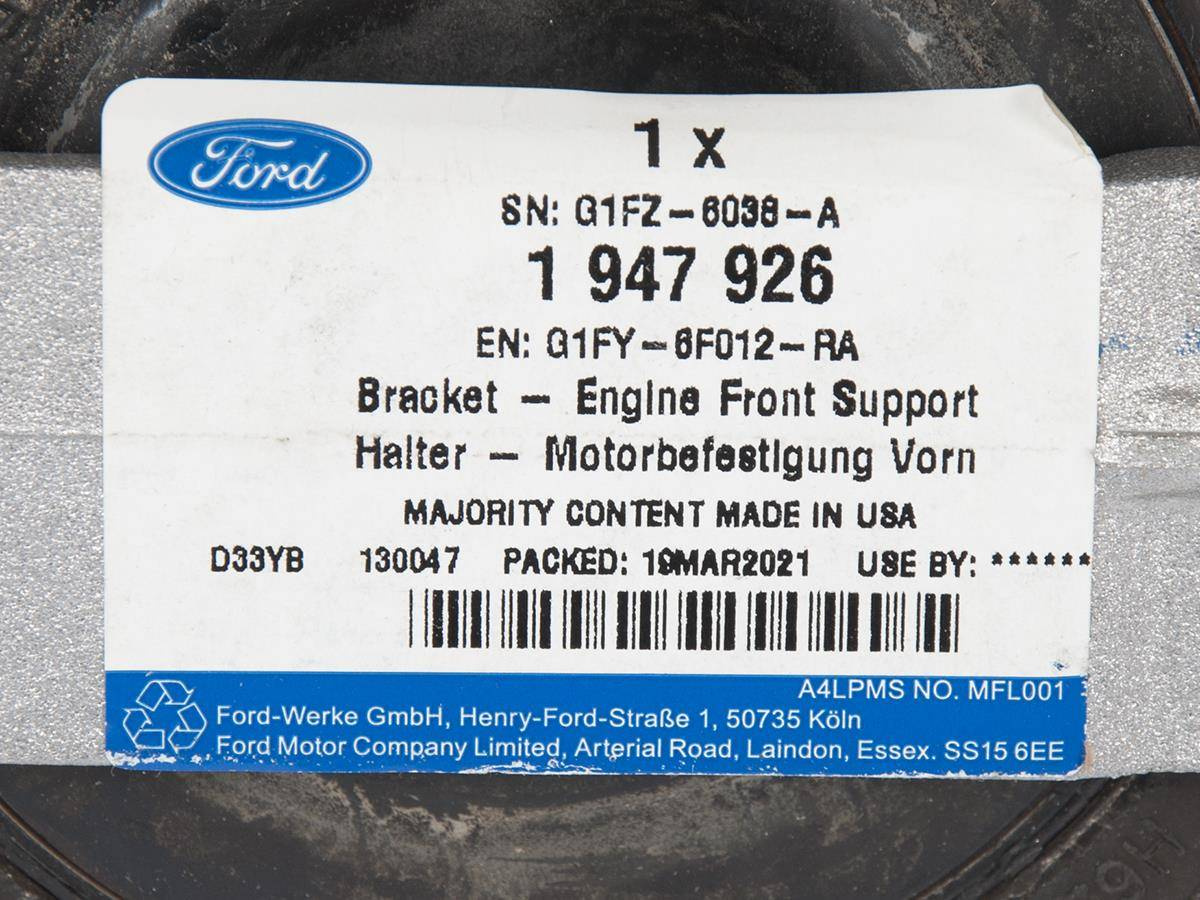 Ford
1 x
SN: G1FZ-6038-A
1 947 926
EN: G1FY-6F012-RA
Bracket - Engine Front Support
Halter - Motorbefestigung Vorn
MAJORITY CONTENT MADE IN USA
D33YB 130047 PACKED: 19MAR2021 USE BY: ******
A4LPMS NO. MFL001
Ford-Werke GmbH, Henry-Ford-Straße 1, 50735 Köln
Ford Motor Company Limited, Arterial Road, Laindon, Essex. SS15 6EE